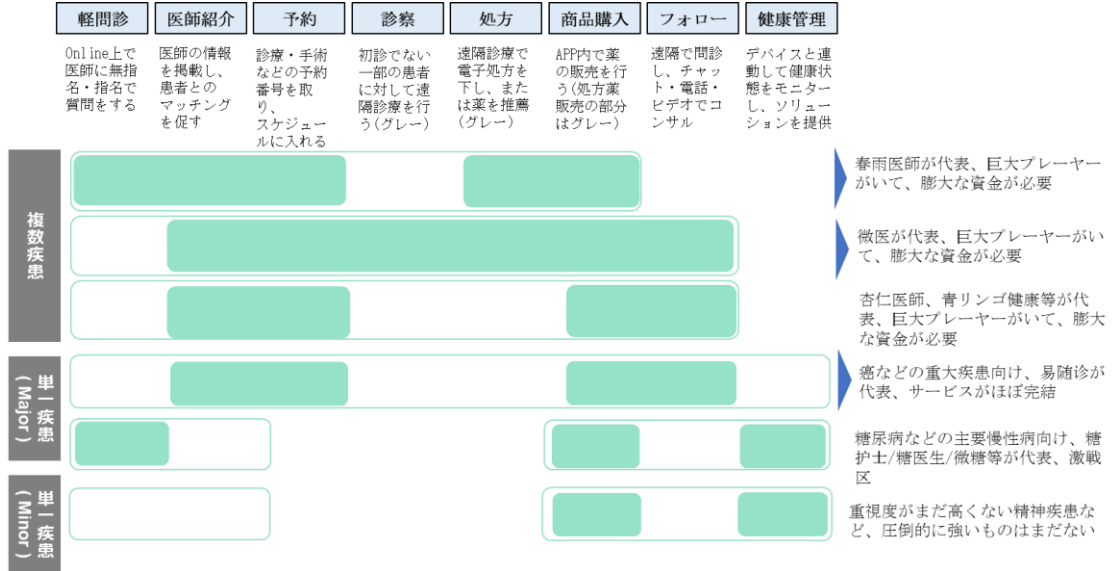 軽問診
医師紹介
予約
診察
処方
商品購入
フォロー
健康管理
Online上で
医師に無指
名・指名で
質問をする
医師の情報
を掲載し、
患者との
マッチング
を促す
診療・手術
などの予約
番号を取
り、
スケジュー
ルに入れる
初診でない
一部の患者
に対して遠
隔診療を行
う(グレー)
遠隔診療で
電子処方を
下し、また
は薬を推薦
(グレー)
APP内で薬
の販売を行
う(処方薬
販売の部分
はグレー)
遠隔で問診
し、チャッ
ト・電話・
ビデオでコ
ンサル
デバイスと連
動して健康状
態をモニター
し、ソリュー
ションを提供
複数疾患
春雨医師が代表、巨大プレーヤー
がいて、膨大な資金が必要
微医が代表、巨大プレーヤーがい
て、膨大な資金が必要
杏仁医師、青リンゴ健康等が代
表、巨大プレーヤーがいて、膨大
な資金が必要
単一疾患
(Major)
癌などの重大疾患向け、易随診が
代表、サービスがほぼ完結
糖尿病などの主要慢性病向け、糖
护士/糖医生/微糖等が代表、激戦
区
単一疾患
(Minor)
重視度がまだ高くない精神疾患な
ど、圧倒的に強いものはまだない